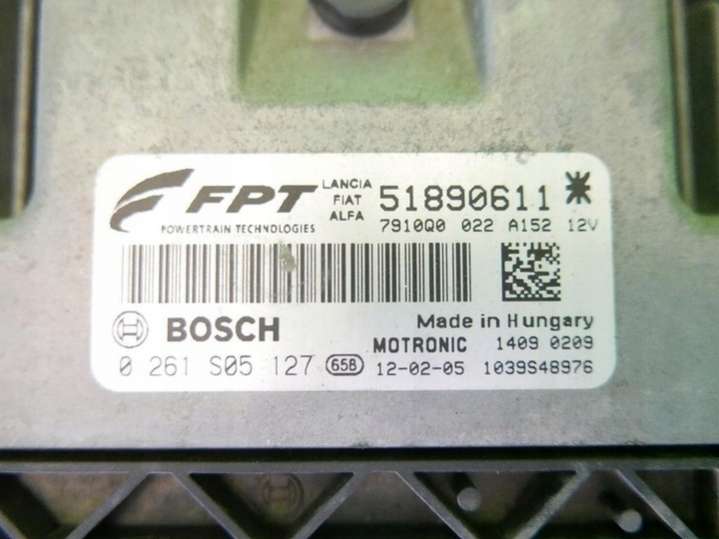 FPT
POWERTRAIN TECHNOLOGIES
LANCIA
FIAT
ALFA
51890611
7910Q0 022 A152 12V
BOSCH
Made in Hungary
MOTRONIC 1409 0209
0 261 S05 127 65B 12-02-05 1039S48976